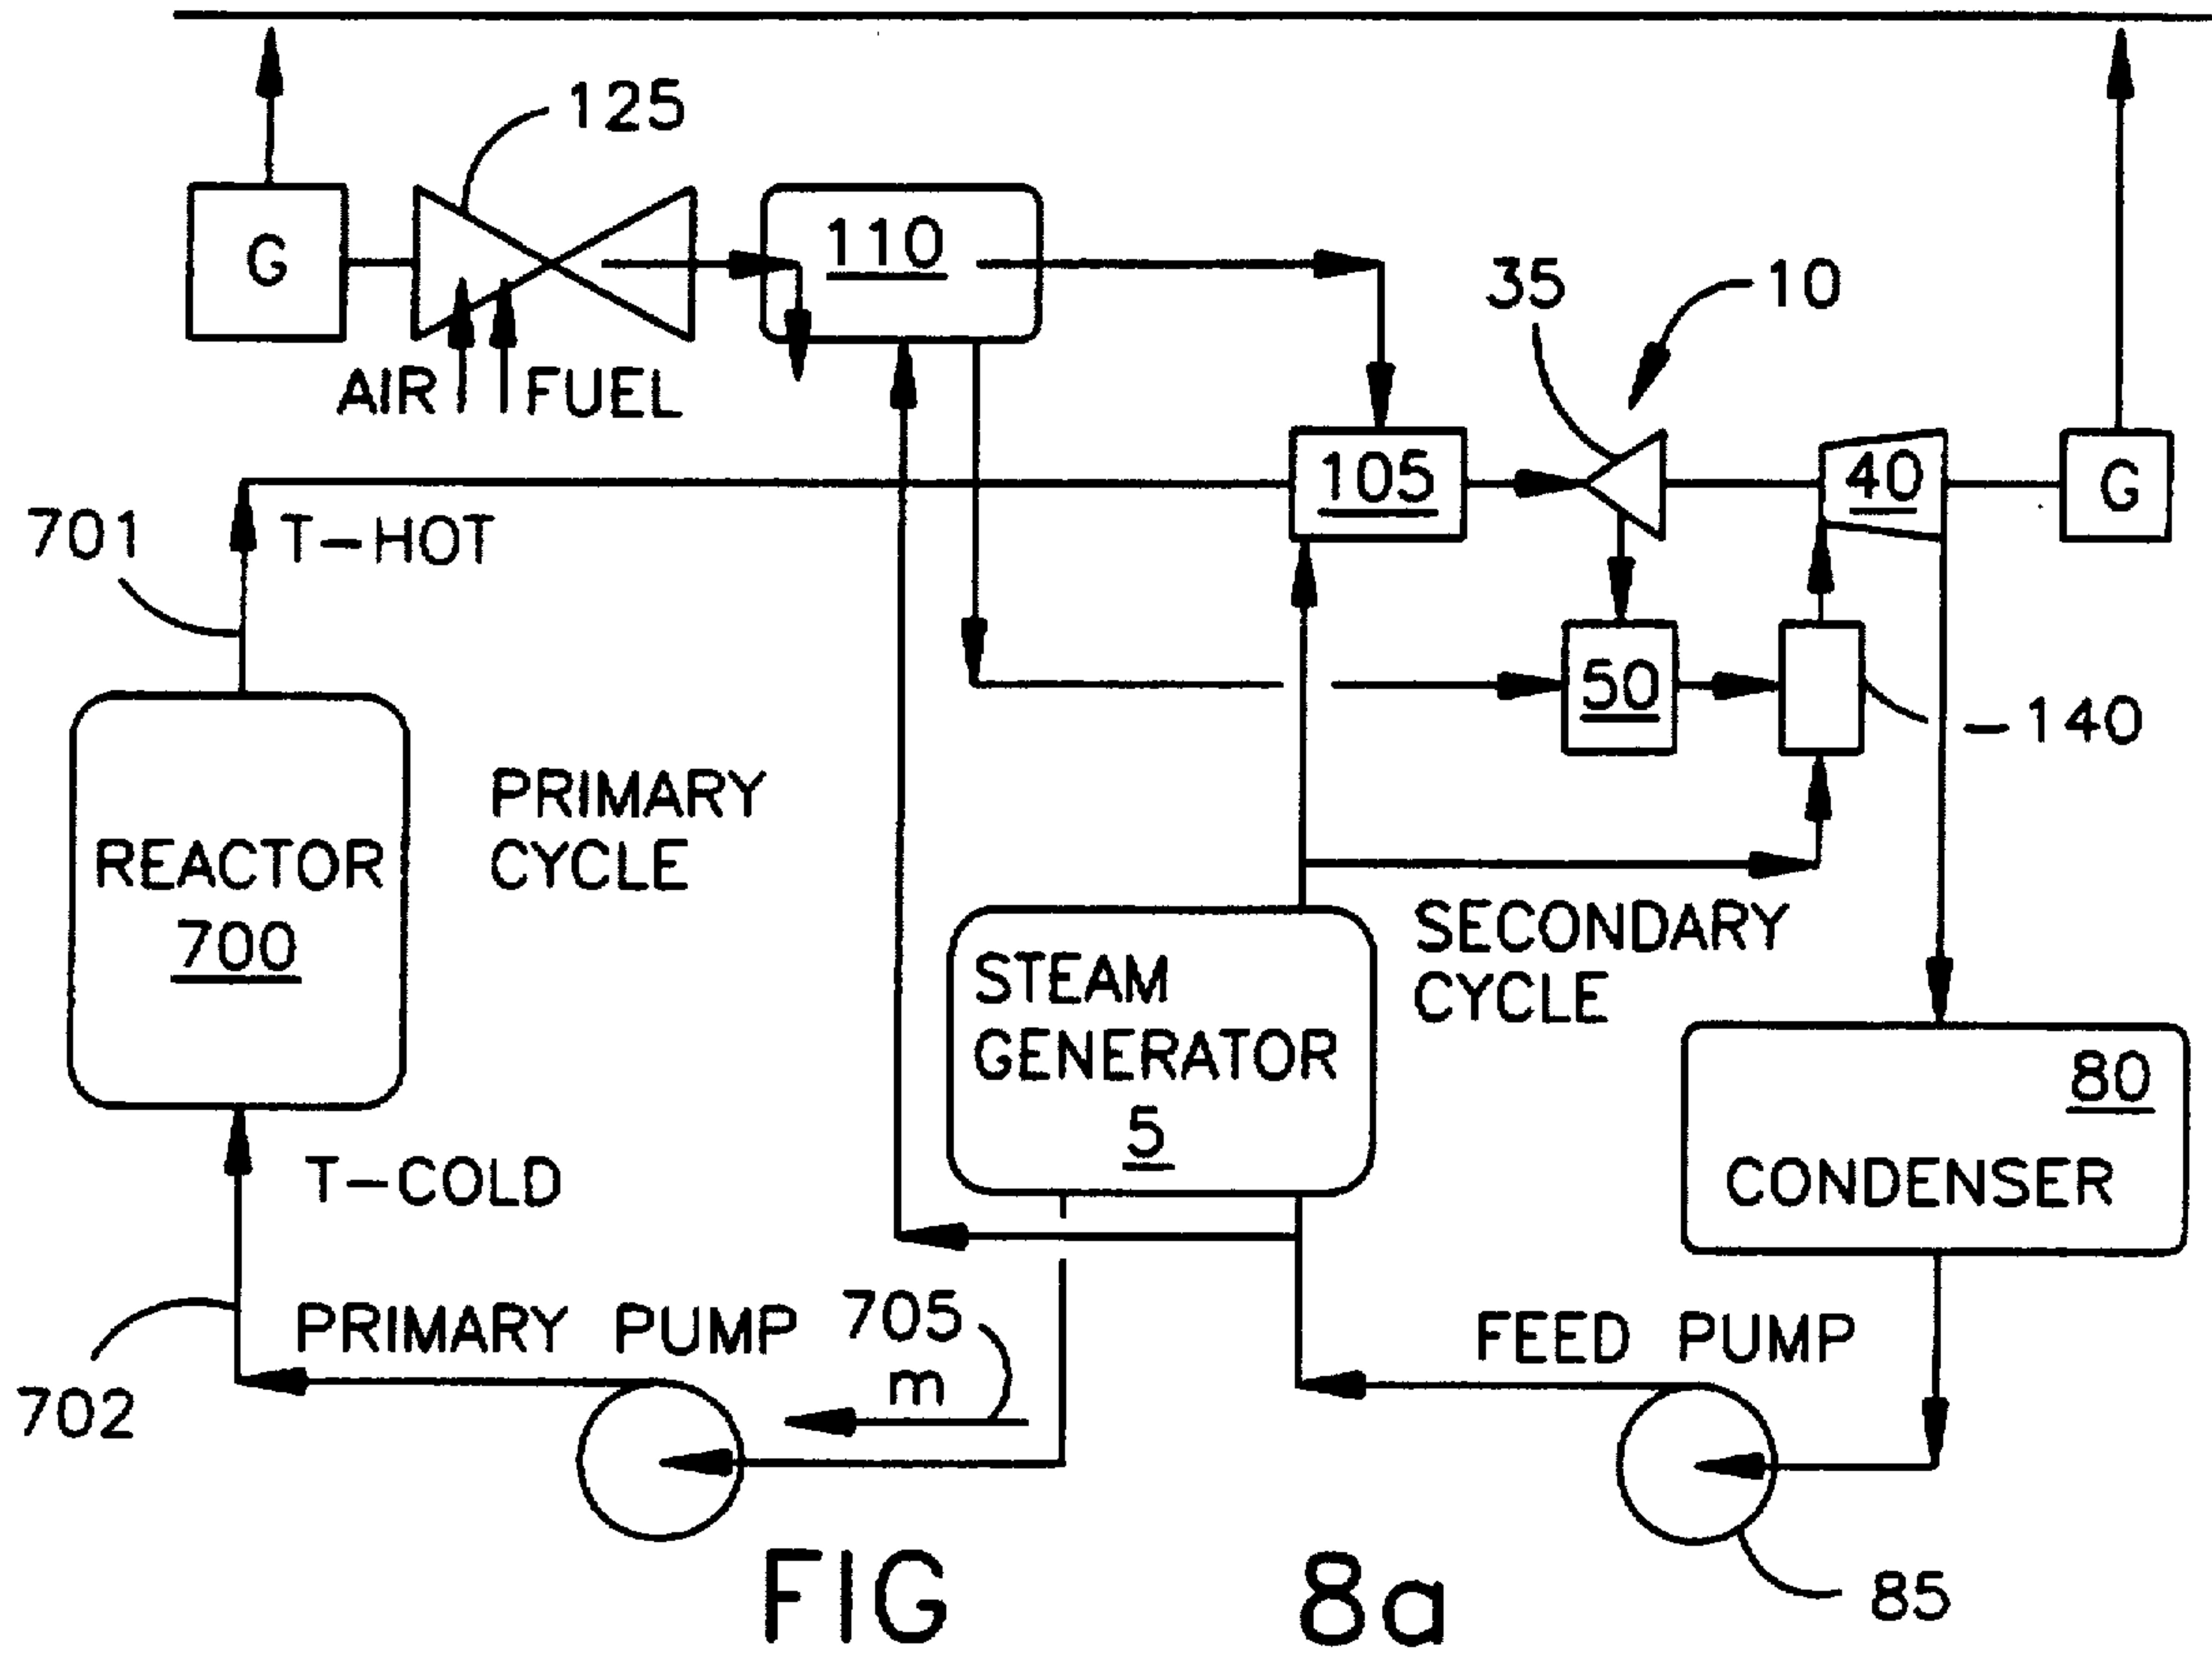 125
G
110
AIR
FUEL
35
10
105
40
G
701
T-HOT
50
-140
PRIMARY
CYCLE
REACTOR
700
SECONDARY
CYCLE
STEAM
GENERATOR
5
80
CONDENSER
T-COLD
PRIMARY PUMP
705
m
FEED PUMP
702
85
FIG 8a